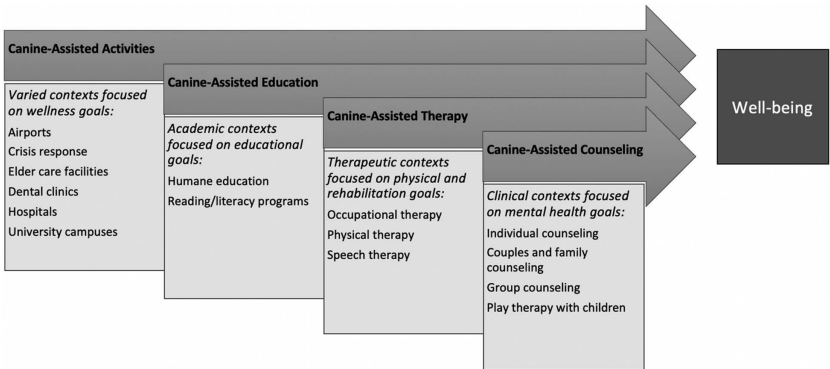 Canine-Assisted Activities
Varied contexts focused
on wellness goals:
Airports
Crisis response
Elder care facilities
Dental clinics
Hospitals
University campuses
Canine-Assisted Education
Academic contexts
focused on educational
goals:
Humane education
Reading/literacy programs
Canine-Assisted Therapy
Therapeutic contexts
focused on physical and
rehabilitation goals:
Occupational therapy
Physical therapy
Speech therapy
Canine-Assisted Counseling
Clinical contexts focused
on mental health goals:
Individual counseling
Couples and family
counseling
Group counseling
Play therapy with children
Well-being